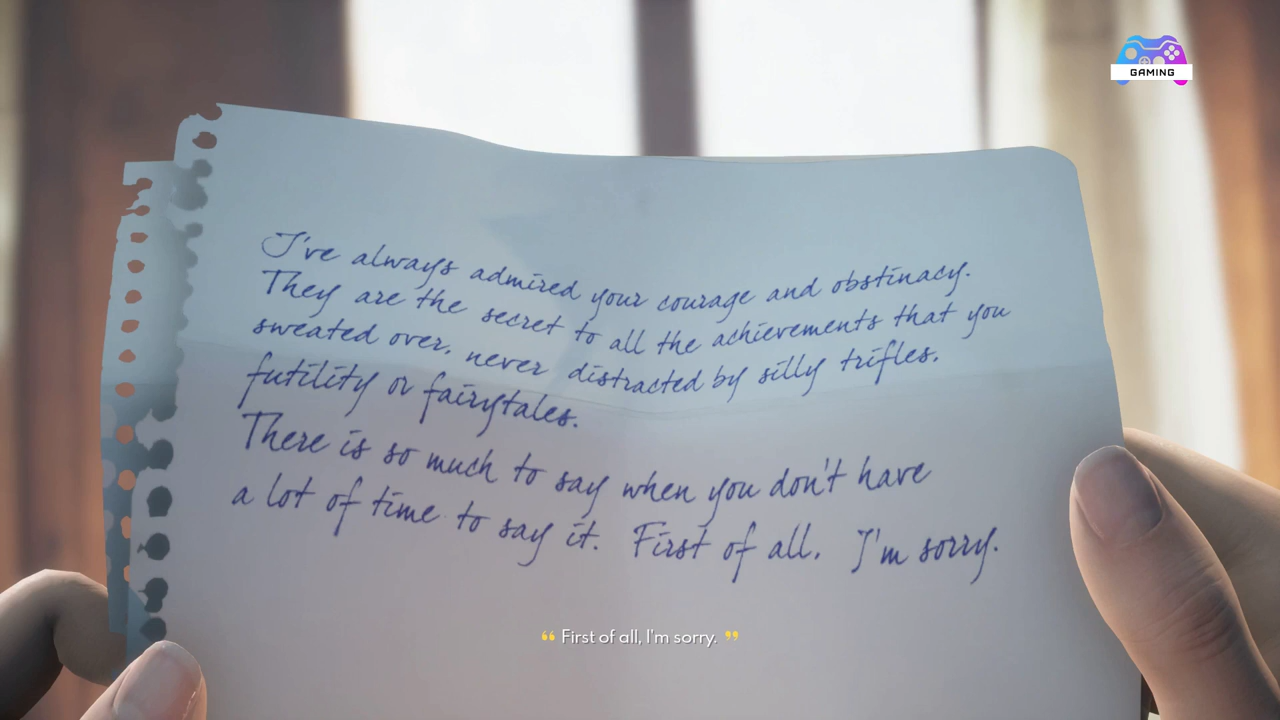 GAMING
I've always admired your courage and obstinacy.
They are the secret to all the achievements that you
sweated over, never distracted by silly trifles,
futility or fairytales.
There is so much to say when you don't have
a lot of time to say it. First of all, I'm sorry.
“ First of all, I'm sorry. ”